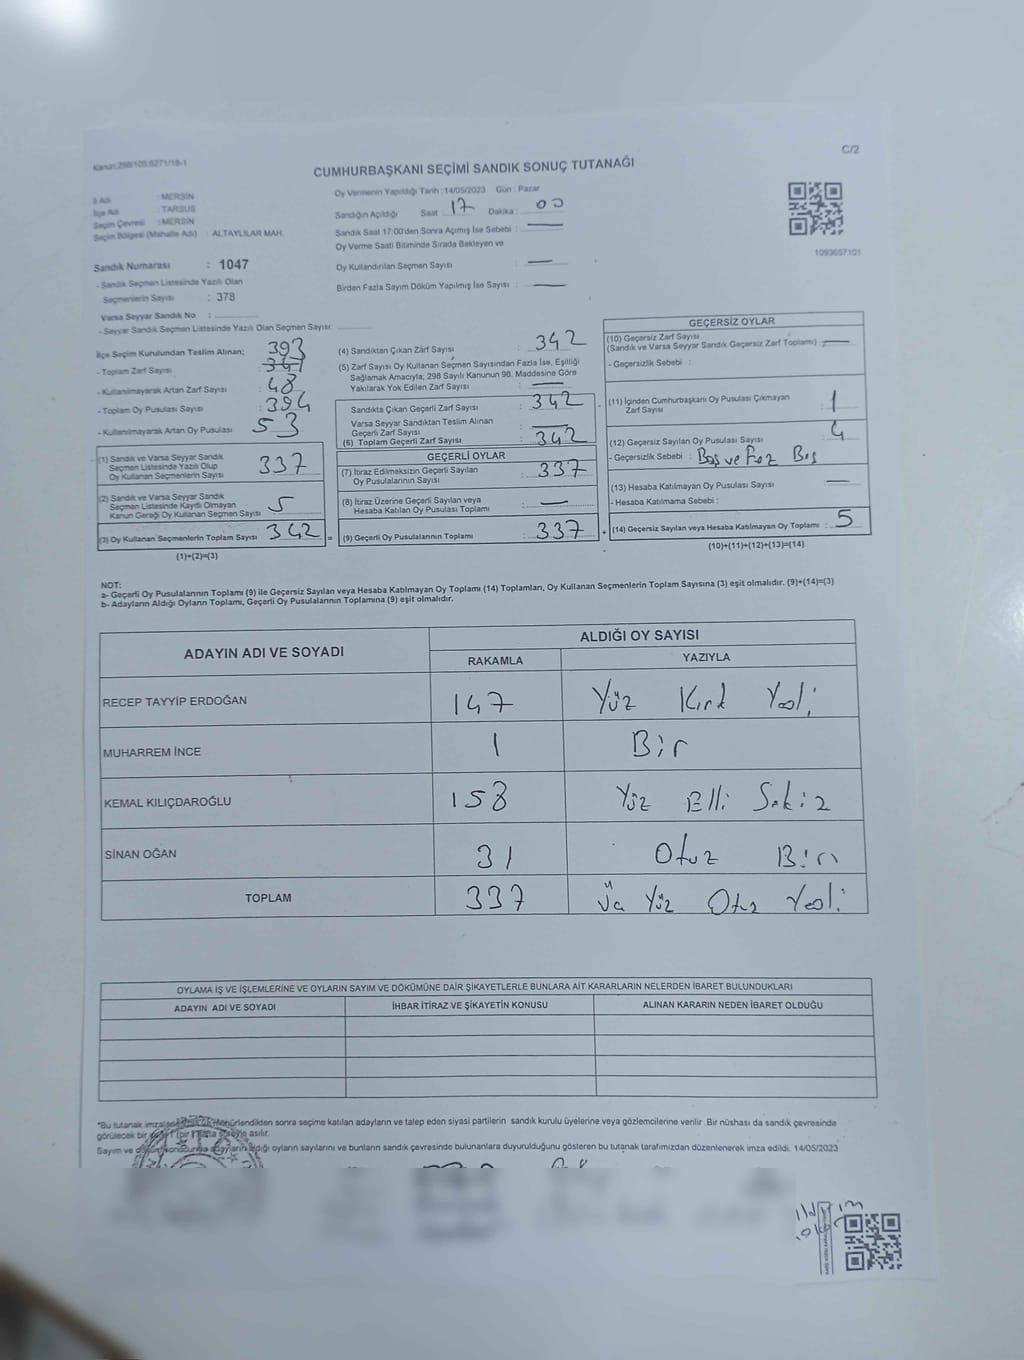 Kanun:298/105;6271/18-1
C/2
CUMHURBAŞKANI SEÇİMİ SANDIK SONUÇ TUTANAĞI
İl Adı : MERSİN
İlçe Adı : TARSUS
Seçim Çevresi : MERSİN
Seçim Bölgesi (Mahalle Adı) : ALTAYLILAR MAH.
Sandık Numarası : 1047
- Sandık Seçmen Listesinde Yazılı Olan
Seçmenlerin Sayısı : 378
Varsa Seyyar Sandık No :
- Seyyar Sandık Seçmen Listesinde Yazılı Olan Seçmen Sayısı:
Oy Vermenin Yapıldığı Tarih :14/05/2023 Gün : Pazar
Sandığın Açıldığı Saat : 17 Dakika : 00
Sandık Saat 17:00'den Sonra Açımış İse Sebebi : —
Oy Verme Saati Bitiminde Sırada Bekleyen ve
Oy Kullandırılan Seçmen Sayısı : —
Birden Fazla Sayım Döküm Yapılmış İse Sayısı : —
1093657101
İlçe Seçim Kurulundan Teslim Alınan;
- Toplam Zarf Sayısı : 393
341
- Kullanılmayarak Artan Zarf Sayısı : 48
- Toplam Oy Pusulası Sayısı : 394
- Kullanılmayarak Artan Oy Pusulası : 53
(1) Sandık ve Varsa Seyyar Sandık
Seçmen Listesinde Yazılı Olup
Oy Kullanan Seçmenlerin Sayısı : 337
(2) Sandık ve Varsa Seyyar Sandık
Seçmen Listesinde Kayıtlı Olmayan
Kanun Gereği Oy Kullanan Seçmen Sayısı : 5
(3) Oy Kullanan Seçmenlerin Toplam Sayısı : 342 =
(1)+(2)=(3)
(4) Sandıktan Çıkan Zarf Sayısı : 342
(5) Zarf Sayısı Oy Kullanan Seçmen Sayısından Fazla İse, Eşitliği
Sağlamak Amacıyla; 298 Sayılı Kanunun 98. Maddesine Göre
Yakılarak Yok Edilen Zarf Sayısı : —
Sandıkta Çıkan Geçerli Zarf Sayısı : 342
Varsa Seyyar Sandıktan Teslim Alınan
Geçerli Zarf Sayısı : —
(6) Toplam Geçerli Zarf Sayısı : 342
GEÇERLİ OYLAR
(7) İtiraz Edilmeksizin Geçerli Sayılan
Oy Pusulalarının Sayısı : 337
(8) İtiraz Üzerine Geçerli Sayılan veya
Hesaba Katılan Oy Pusulası Toplamı : —
(9) Geçerli Oy Pusulalarının Toplamı : 337
GEÇERSİZ OYLAR
(10) Geçersiz Zarf Sayısı
(Sandık ve Varsa Seyyar Sandık Geçersiz Zarf Toplamı) : —
- Geçersizlik Sebebi :
(11) İçinden Cumhurbaşkanı Oy Pusulası Çıkmayan
Zarf Sayısı : 1
(12) Geçersiz Sayılan Oy Pusulası Sayısı : 4
- Geçersizlik Sebebi : Boş ve
(13) Hesaba Katılmayan Oy Pusulası Sayısı : —
- Hesaba Katılmama Sebebi :
(14) Geçersiz Sayılan veya Hesaba Katılmayan Oy Toplamı : 5
(10)+(11)+(12)+(13)=(14)
NOT:
a- Geçerli Oy Pusulalarının Toplamı (9) ile Geçersiz Sayılan veya Hesaba Katılmayan Oy Toplamı (14) Toplamları, Oy Kullanan Seçmenlerin Toplam Sayısına (3) eşit olmalıdır. (9)+(14)=(3)
b- Adayların Aldığı Oyların Toplamı, Geçerli Oy Pusulalarının Toplamına (9) eşit olmalıdır.
ADAYIN ADI VE SOYADI
ALDIĞI OY SAYISI
RAKAMLA YAZIYLA
RECEP TAYYİP ERDOĞAN 147 Yüz Kırk Yedi
MUHARREM İNCE 1 Bir
KEMAL KILIÇDAROĞLU 158 Yüz Elli Sekiz
SİNAN OĞAN 31 Otuz Bir
TOPLAM 337 Üç Yüz Otuz Yedi
OYLAMA İŞ VE İŞLEMLERİNE VE OYLARIN SAYIM VE DÖKÜMÜNE DAİR ŞİKAYETLERLE BUNLARA AİT KARARLARIN NELERDEN İBARET BULUNDUKLARI
ADAYIN ADI VE SOYADI İHBAR İTİRAZ VE ŞİKAYETİN KONUSU ALINAN KARARIN NEDEN İBARET OLDUĞU
*Bu tutanak mühürlendikten sonra seçime katılan adayların ve talep eden siyasi partilerin sandık kurulu üyelerine veya gözlemcilerine verilir .Bir nüshası da sandık çevresinde
görülecek bir asılır.
Sayım ve aldığı oyların sayılarını ve bunların sandık çevresinde bulunanlara duyurulduğunu gösteren bu tutanak tarafımızdan düzenlenerek imza edildi. 14/05/2023